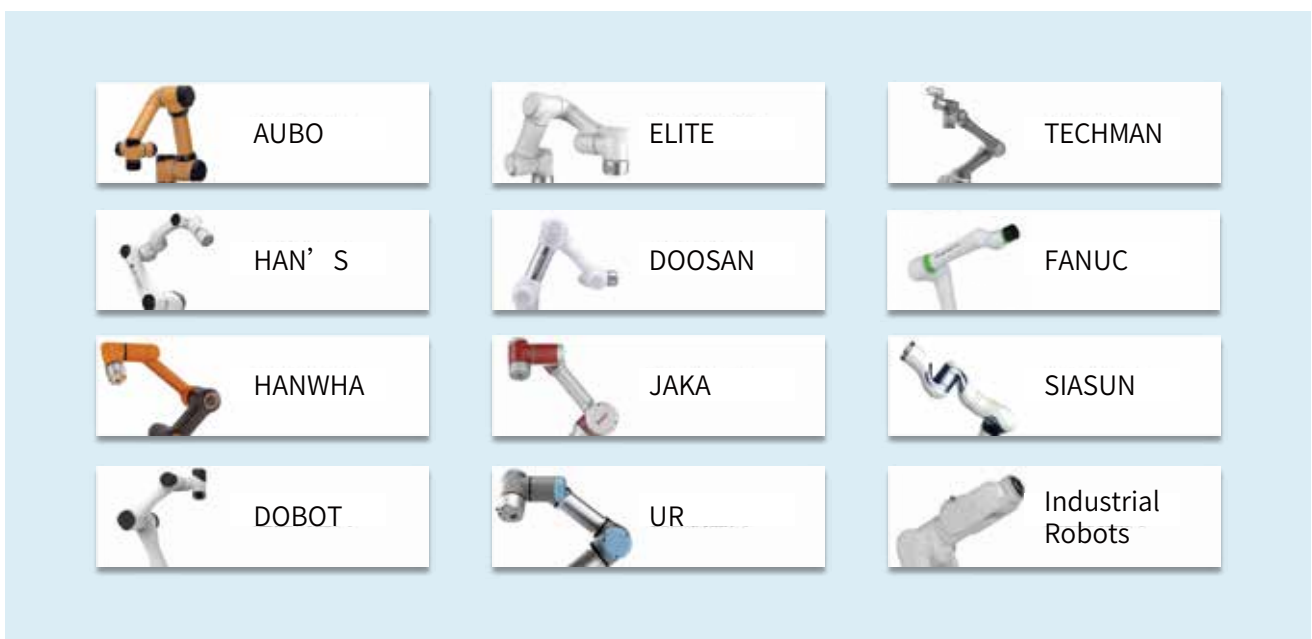 AUBO
ELITE
TECHMAN
HAN’ S
DOOSAN
FANUC
HANWHA
JAKA
SIASUN
DOBOT
UR
Industrial
Robots